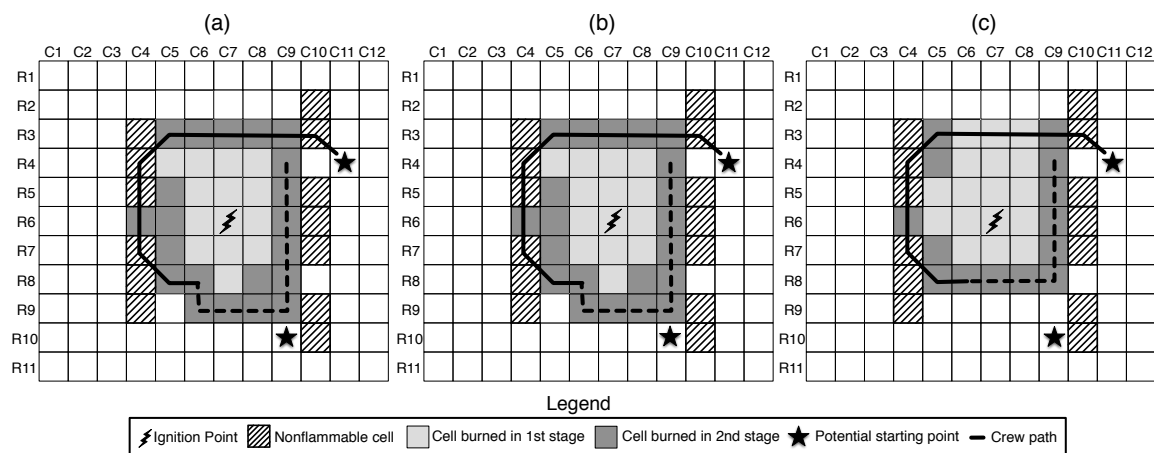 (a) (b) (c)
C1 C2 C3 C4 C5 C6 C7 C8 C9 C10 C11 C12 C1 C2 C3 C4 C5 C6 C7 C8 C9 C10 C11 C12 C1 C2 C3 C4 C5 C6 C7 C8 C9 C10 C11 C12
R1 R1 R1
R2 R2 R2
R3 R3 R3
R4 R4 R4
R5 R5 R5
R6 R6 R6
R7 R7 R7
R8 R8 R8
R9 R9 R9
R10 R10 R10
R11 R11 R11
Legend
Ignition Point Nonflammable cell Cell burned in 1st stage Cell burned in 2nd stage Potential starting point Crew path